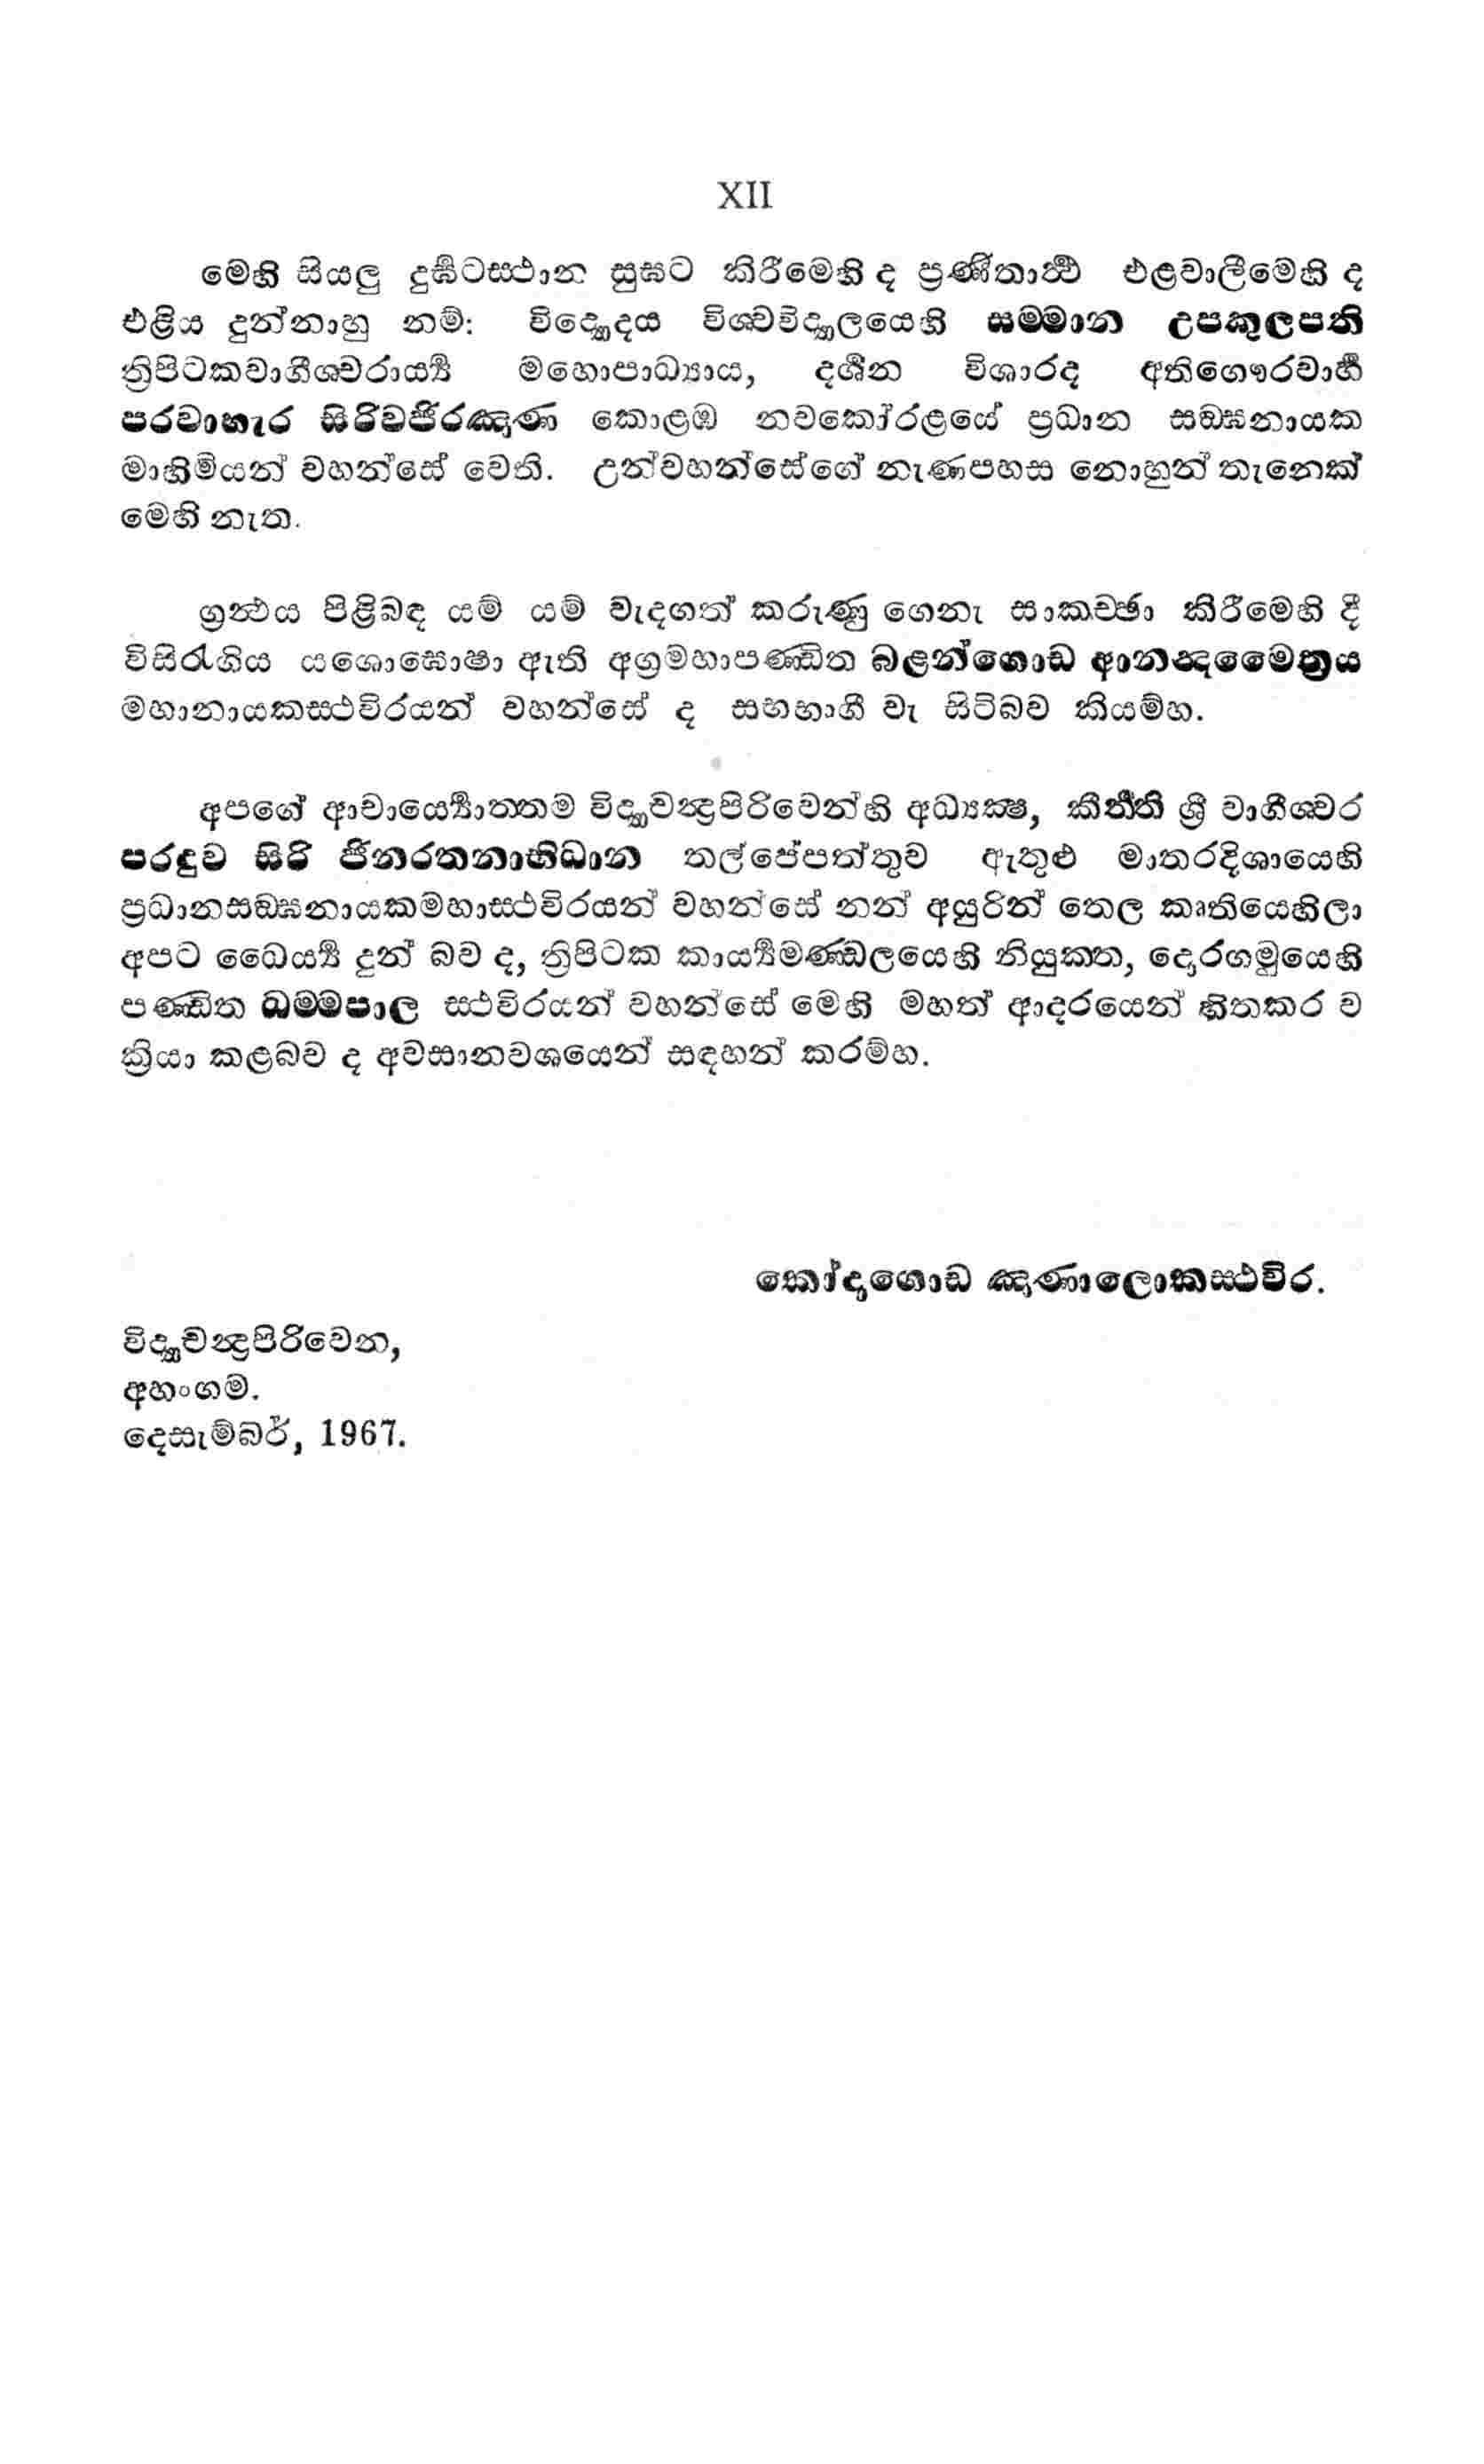 XII
මෙහි සියලු දුර්‍ඝටස්‍ථාන සුඝට කිරීමෙහි ද ප්‍රණීතාර්‍ථ එළවාලීමෙහි ද
එළිය දුන්නාහු නම්: විද්‍යෝදය විශ්‍වවිද්‍යාලයෙහි සම්මාන උපකුලපති
ත්‍රිපිටකවාගීශ්‍වරාචාර්‍ය්‍ය මහොපාධ්‍යාය, දර්‍ශන විශාරද අතිගෞරවාර්‍හ
පරවාහැර සිරිවජිරඤාණ කොළඹ නවකෝරළයේ ප්‍රධාන සඞ්ඝනායක
මාහිමියන් වහන්සේ වෙති. උන්වහන්සේගේ නැණපහස නොහුන් තැනෙක්
මෙහි නැත.
ග්‍රන්‍ථය පිළිබඳ යම් යම් වැදගත් කරුණු ගෙනැ සාකච්ඡා කිරීමෙහි දී
විසිරැගිය යශොඝොෂා ඇති අග්‍රමහාපණ්ඩිත බළන්ගොඩ ආනන්‍දමෛත්‍රය
මහානායකස්‍ථවිරයන් වහන්සේ ද සභභාගී වැ සිටිබව කියම්හ.
අපගේ ආචාර්‍ය්‍යොත්තම විද්‍යාචන්‍ද්‍රපිරිවෙන්හි අධ්‍යක්‍ෂ, කීර්‍ත්ති ශ්‍රී වාගීශ්‍වර
පරදුව සිරි ජිනරතනාභිධාන තල්පේපත්තුව ඇතුළු මාතරදිශායෙහි
ප්‍රධානසඞ්ඝනායකමහාස්‍ථවිරයන් වහන්සේ නන් අයුරින් තෙල කෘතියෙහිලා
අපට ධෛර්‍ය්‍ය දුන් බව ද, ත්‍රිපිටක කාර්‍ය්‍යමණ්ඩලයෙහි නියුක්ත, දොරගමුයෙහි
පණ්ඩිත ධම්මපාල ස්‍ථවිරයන් වහන්සේ මෙහි මහත් ආදරයෙන් හිතකර ව
ක්‍රියා කළබව ද අවසානවශයෙන් සඳහන් කරම්හ.
කෝදාගොඩ ඤාණාලොකස්‍ථවිර.
විද්‍යාචන්‍ද්‍රපිරිවෙන,
අහංගම.
දෙසැම්බර්, 1967.